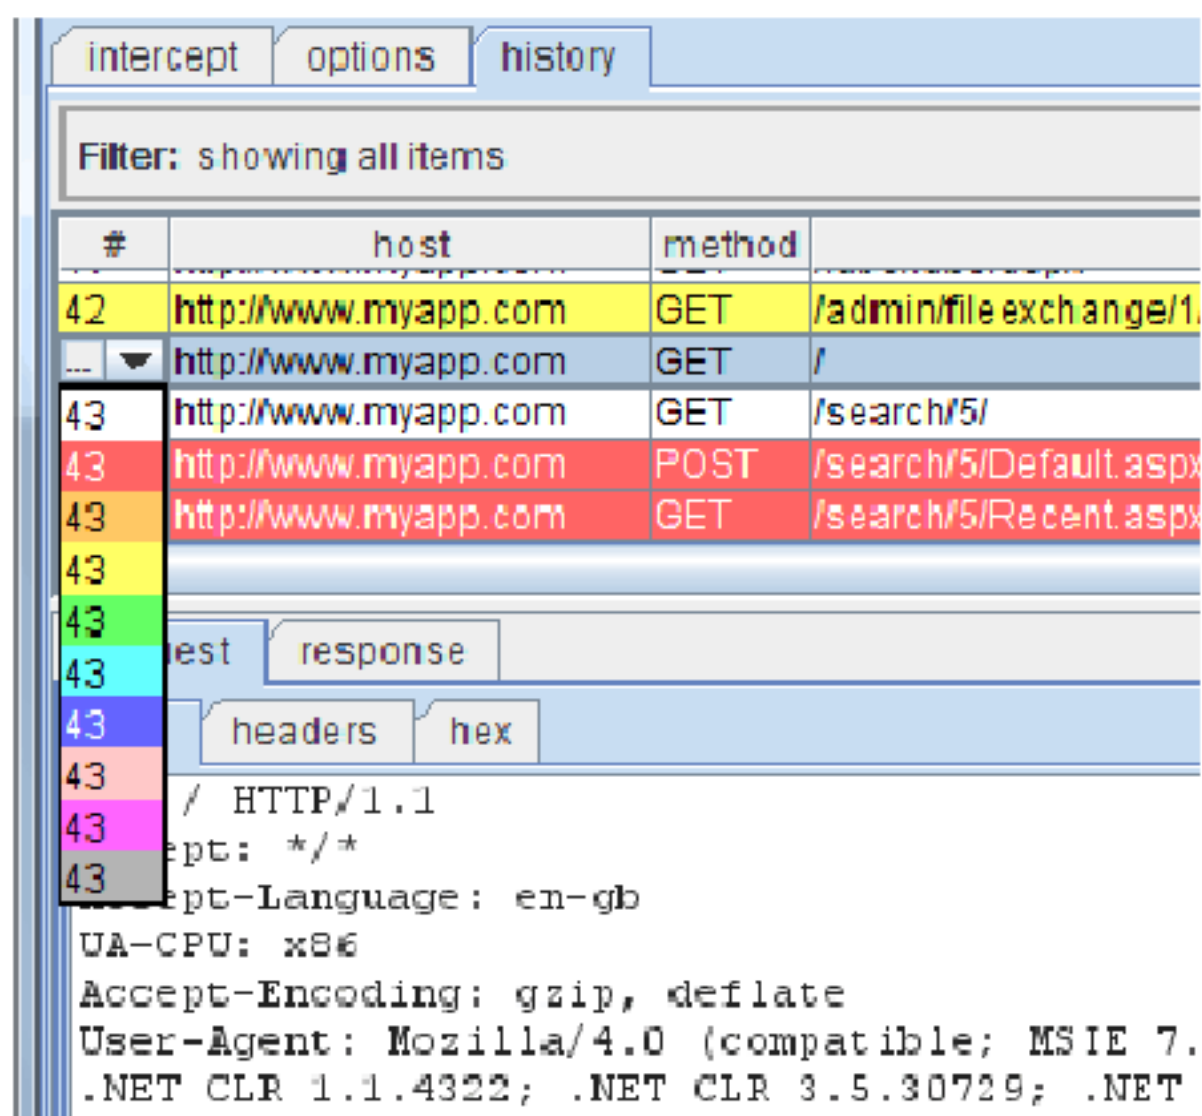 intercept options history
Filter: showing all items
# host method
42 http://www.myapp.com GET /admin/fileexchange/1.
... http://www.myapp.com GET /
43 http://www.myapp.com GET /search/5/
43 http://www.myapp.com POST /search/5/Default.aspx
43 http://www.myapp.com GET /search/5/Recent.aspx
43
43
43 est response
43 headers hex
43
/ HTTP/1.1
43 ept: */*
43
ept-Language: en-gb
UA-CPU: x86
Accept-Encoding: gzip, deflate
User-Agent: Mozilla/4.0 (compatible; MSIE 7.
.NET CLR 1.1.4322; .NET CLR 3.5.30729; .NET